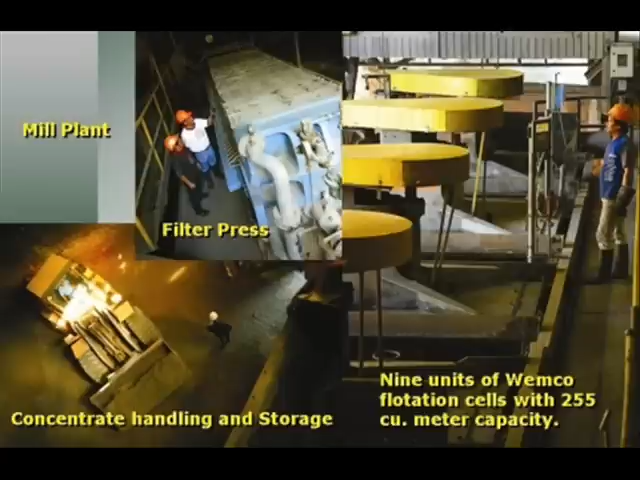 Mill Plant
Filter Press
Concentrate handling and Storage
Nine units of Wemco
flotation cells with 255
cu. meter capacity.